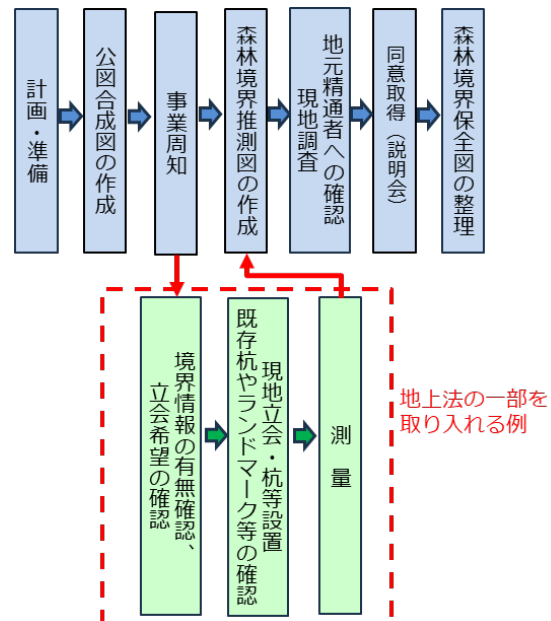 計画・準備
公図合成図の作成
事業周知
森林境界推測図の作成
地元精通者への確認
現地調査
同意取得（説明会）
森林境界保全図の整理
境界情報の有無確認、
立会希望の確認
現地立会・杭等設置
既存杭やランドマーク等の確認
測量
地上法の一部を
取り入れる例